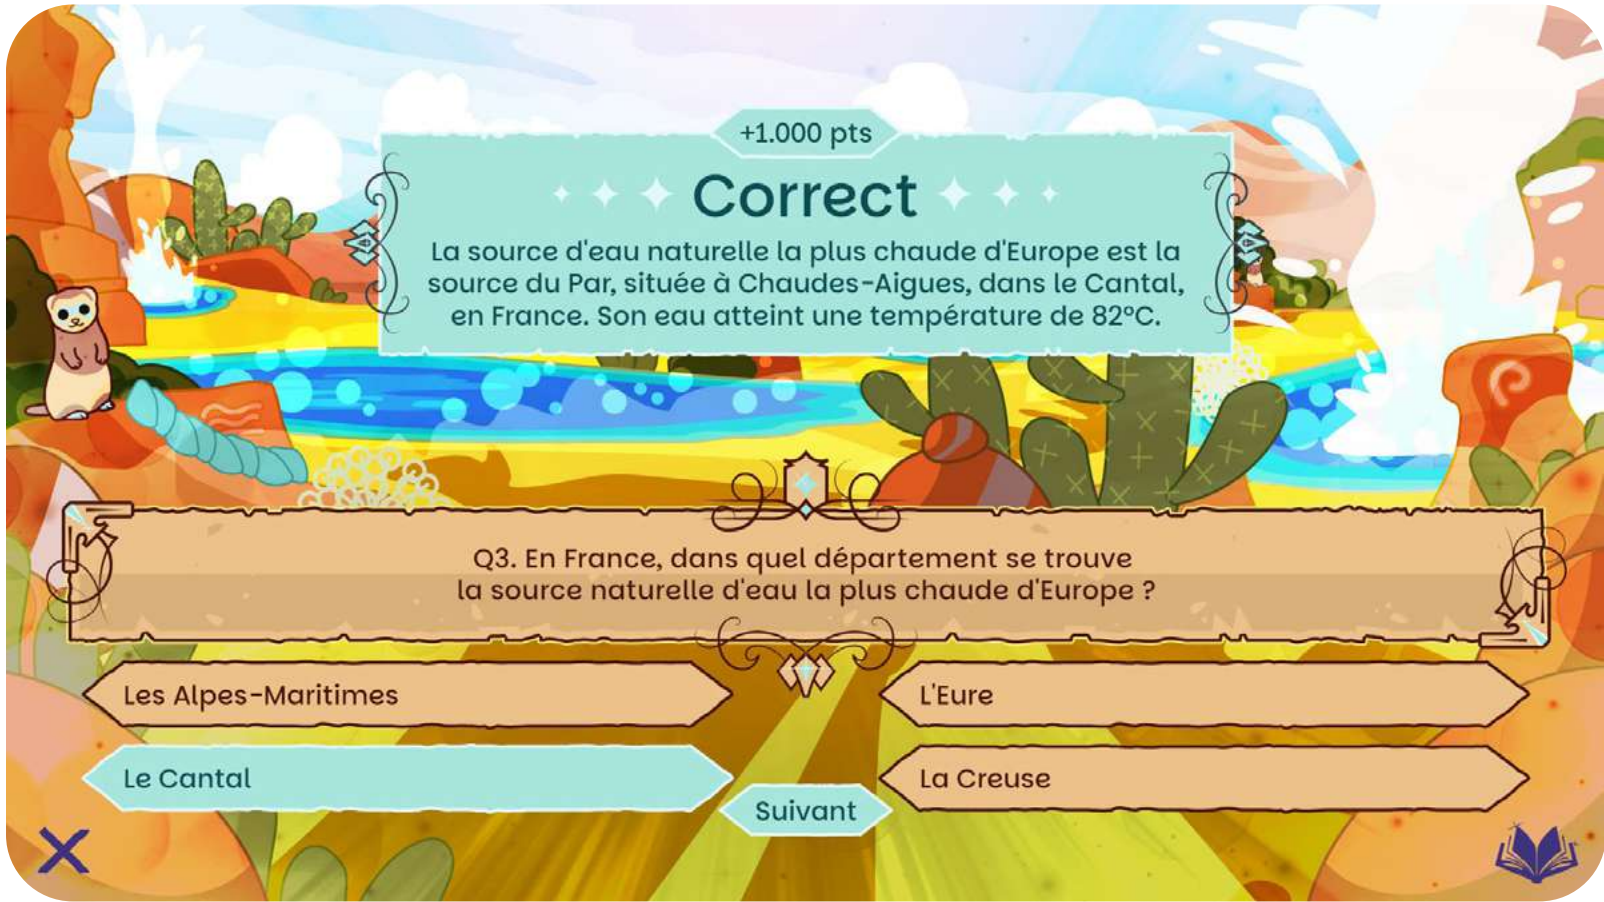 +1.000 pts
Correct
La source d'eau naturelle la plus chaude d'Europe est la
source du Par, située à Chaudes-Aigues, dans le Cantal,
en France. Son eau atteint une température de 82°C.
Q3. En France, dans quel département se trouve
la source naturelle d'eau la plus chaude d'Europe ?
Les Alpes-Maritimes
L'Eure
Le Cantal
La Creuse
Suivant